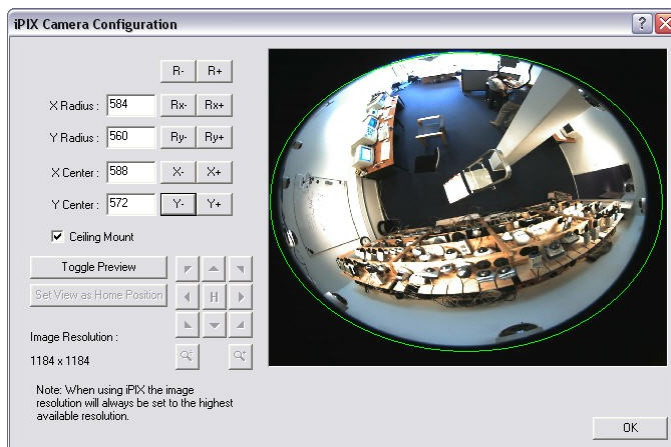 iPIX Camera Configuration
R- R+
X Radius : 584 Rx- Rx+
Y Radius : 560 Ry- Ry+
X Center : 588 X- X+
Y Center : 572 Y- Y+
Ceiling Mount
Toggle Preview
Set View as Home Position
H
Image Resolution :
1184 x 1184
Note: When using iPIX the image
resolution will always be set to the highest
available resolution.
OK